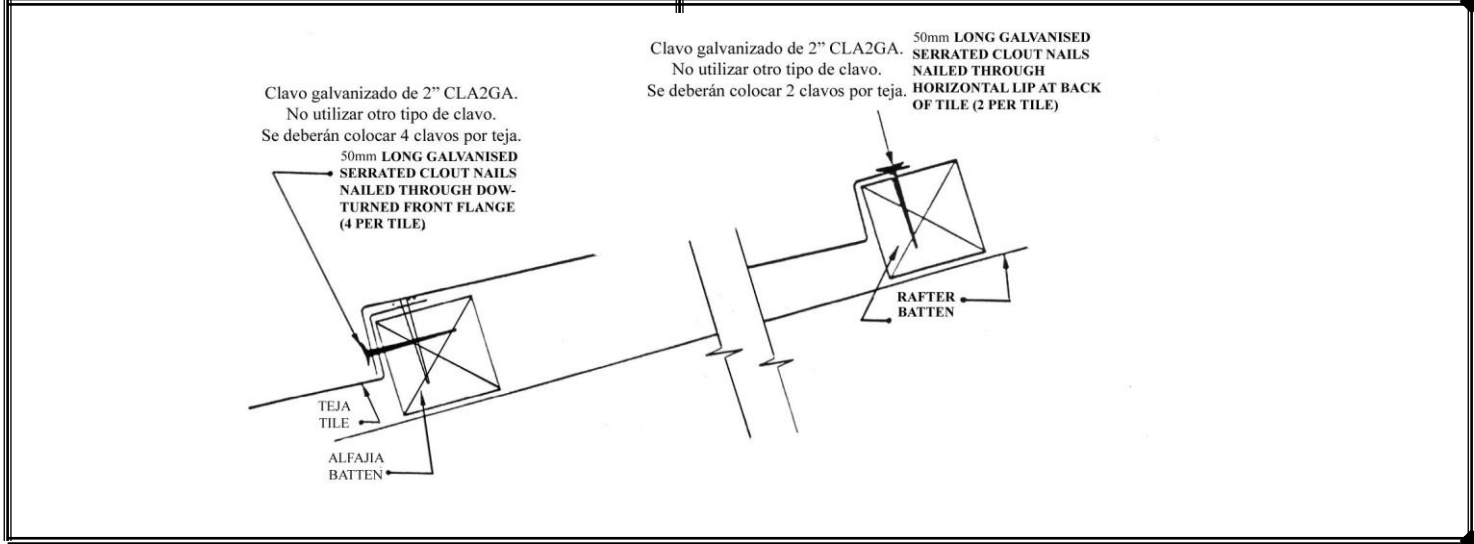 Clavo galvanizado de 2” CLA2GA.
No utilizar otro tipo de clavo.
Se deberán colocar 4 clavos por teja.
50mm LONG GALVANISED
SERRATED CLOUT NAILS
NAILED THROUGH DOW-
TURNED FRONT FLANGE
(4 PER TILE)
Clavo galvanizado de 2” CLA2GA.
No utilizar otro tipo de clavo.
Se deberán colocar 2 clavos por teja.
50mm LONG GALVANISED
SERRATED CLOUT NAILS
NAILED THROUGH
HORIZONTAL LIP AT BACK
OF TILE (2 PER TILE)
RAFTER
BATTEN
TEJA
TILE
ALFAJIA
BATTEN